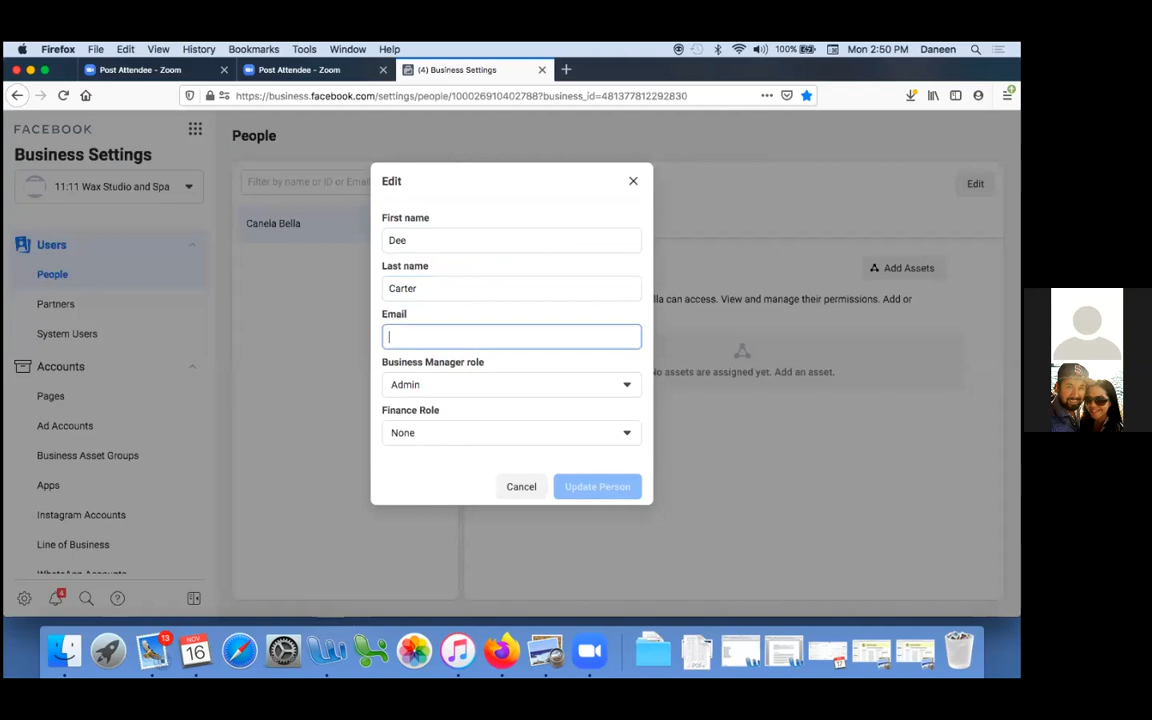 Firefox File Edit View History Bookmarks Tools Window Help 100% Mon 2:50 PM Daneen
Post Attendee - Zoom Post Attendee - Zoom (4) Business Settings
https://business.facebook.com/settings/people/100026910402788?business_id=481377812292830
FACEBOOK
Business Settings
11:11 Wax Studio and Spa
Users
People
Partners
System Users
Accounts
Pages
Ad Accounts
Business Asset Groups
Apps
Instagram Accounts
Line of Business
WhatsApp Accounts
4
People
Filter by name or ID or Email
Canela Bella
Edit
Add Assets
lla can access. View and manage their permissions. Add or
No assets are assigned yet. Add an asset.
Edit
First name
Dee
Last name
Carter
Email
Business Manager role
Admin
Finance Role
None
Cancel Update Person
13
NOV
16